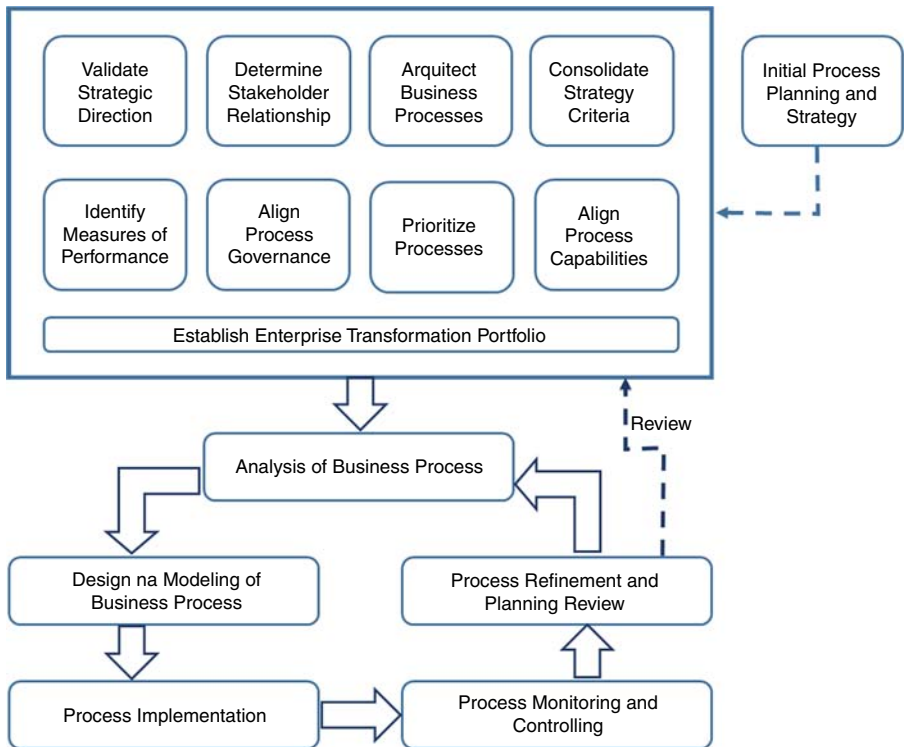 Validate
Strategic
Direction
Determine
Stakeholder
Relationship
Arquitect
Business
Processes
Consolidate
Strategy
Criteria
Initial Process
Planning and
Strategy
Identify
Measures of
Performance
Align
Process
Governance
Prioritize
Processes
Align
Process
Capabilities
Establish Enterprise Transformation Portfolio
Review
Analysis of Business Process
Design na Modeling of
Business Process
Process Refinement and
Planning Review
Process Implementation
Process Monitoring and
Controlling